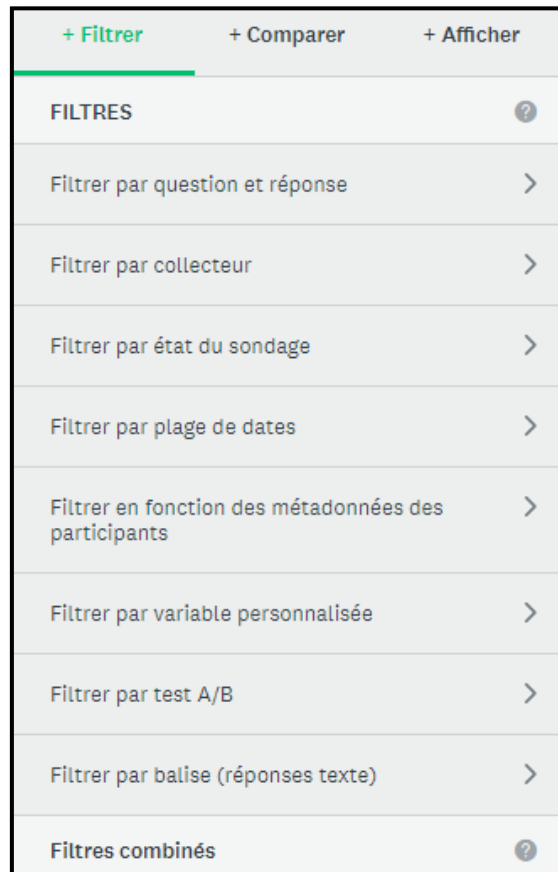 + Filtrer + Comparer + Afficher
FILTRES ?
Filtrer par question et réponse
Filtrer par collecteur
Filtrer par état du sondage
Filtrer par plage de dates
Filtrer en fonction des métadonnées des
participants
Filtrer par variable personnalisée
Filtrer par test A/B
Filtrer par balise (réponses texte)
Filtres combinés ?